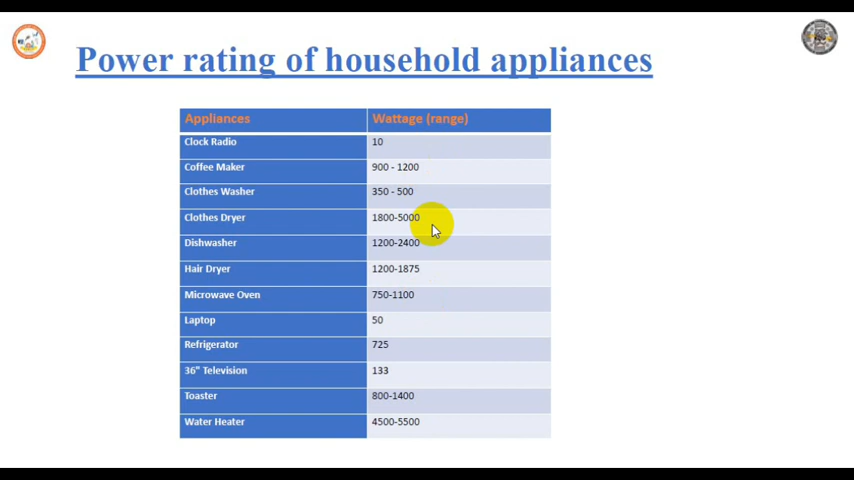 Power rating of household appliances
Appliances Wattage (range)
Clock Radio 10
Coffee Maker 900 - 1200
Clothes Washer 350 - 500
Clothes Dryer 1800-5000
Dishwasher 1200-2400
Hair Dryer 1200-1875
Microwave Oven 750-1100
Laptop 50
Refrigerator 725
36" Television 133
Toaster 800-1400
Water Heater 4500-5500